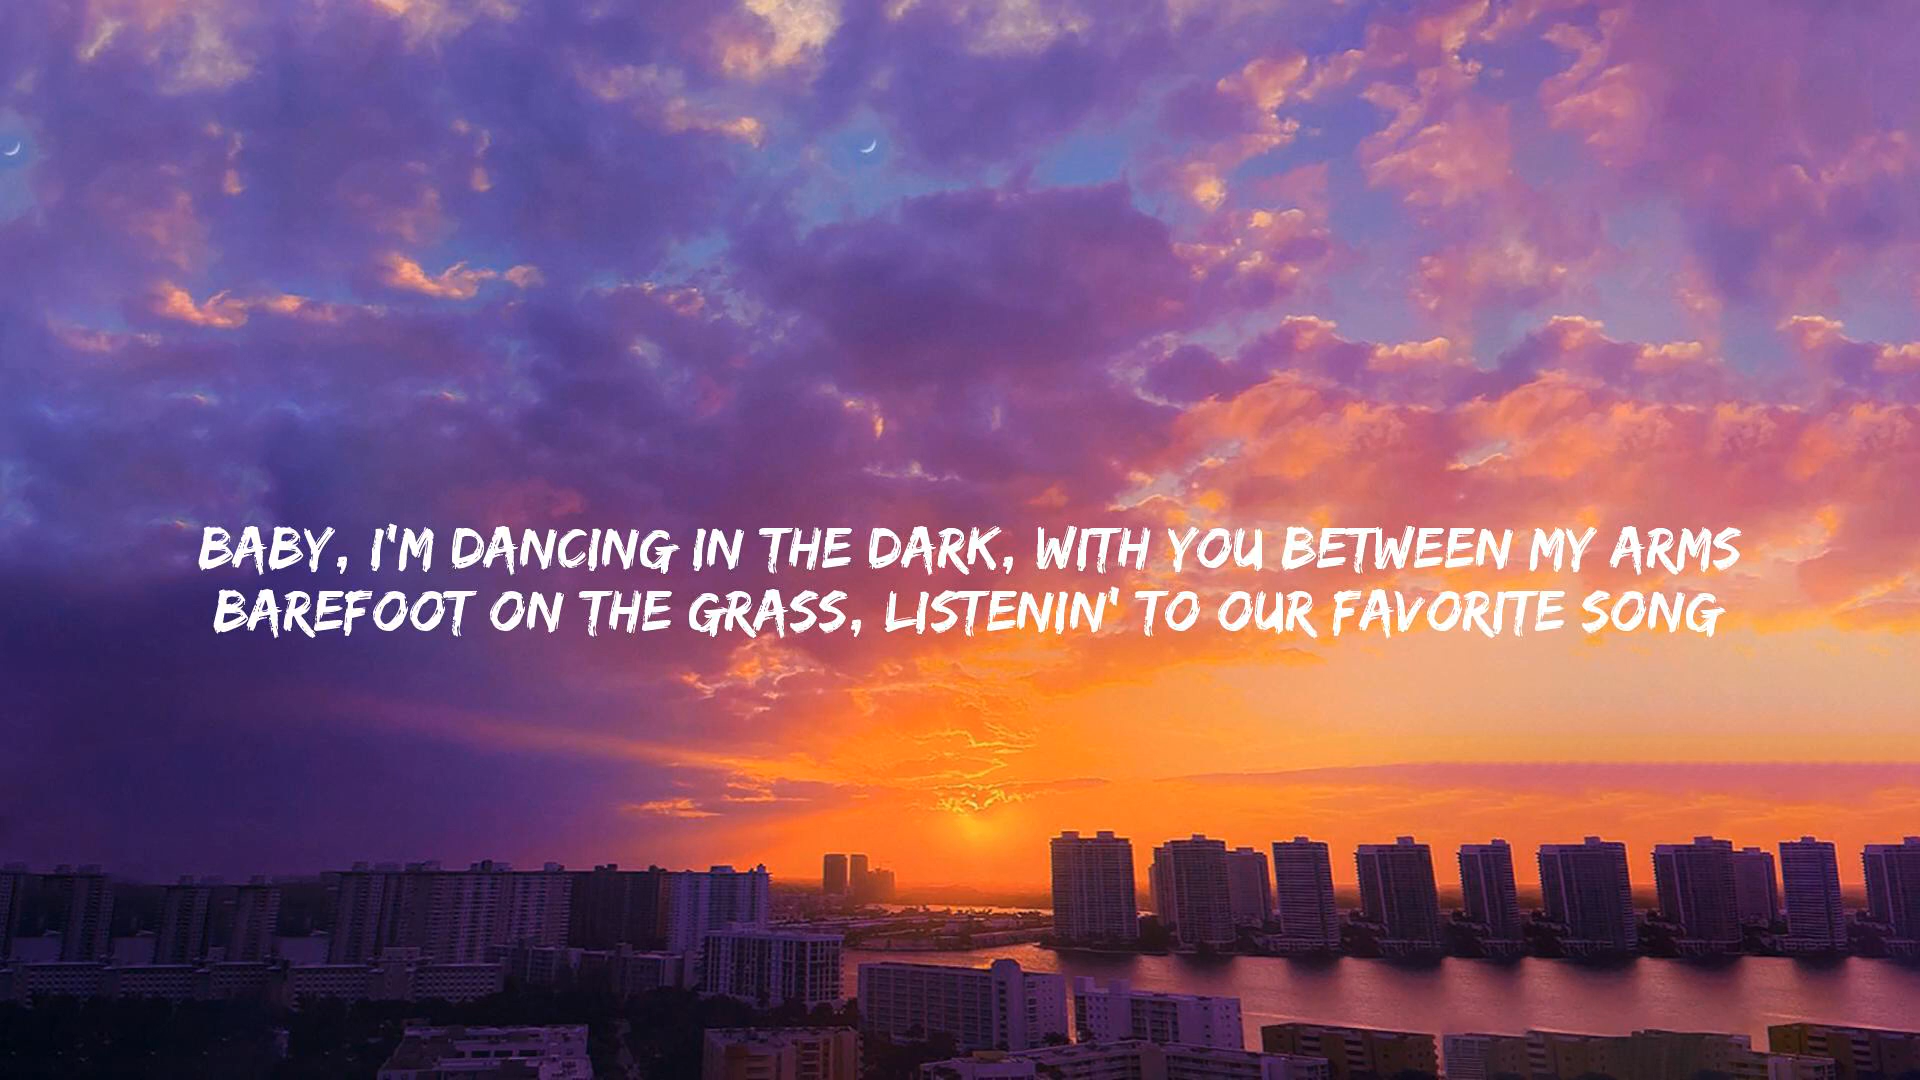 BABY, I'M DANCING IN THE DARK, WITH YOU BETWEEN MY ARMS
BAREFOOT ON THE GRASS, LISTENIN' TO OUR FAVORITE SONG